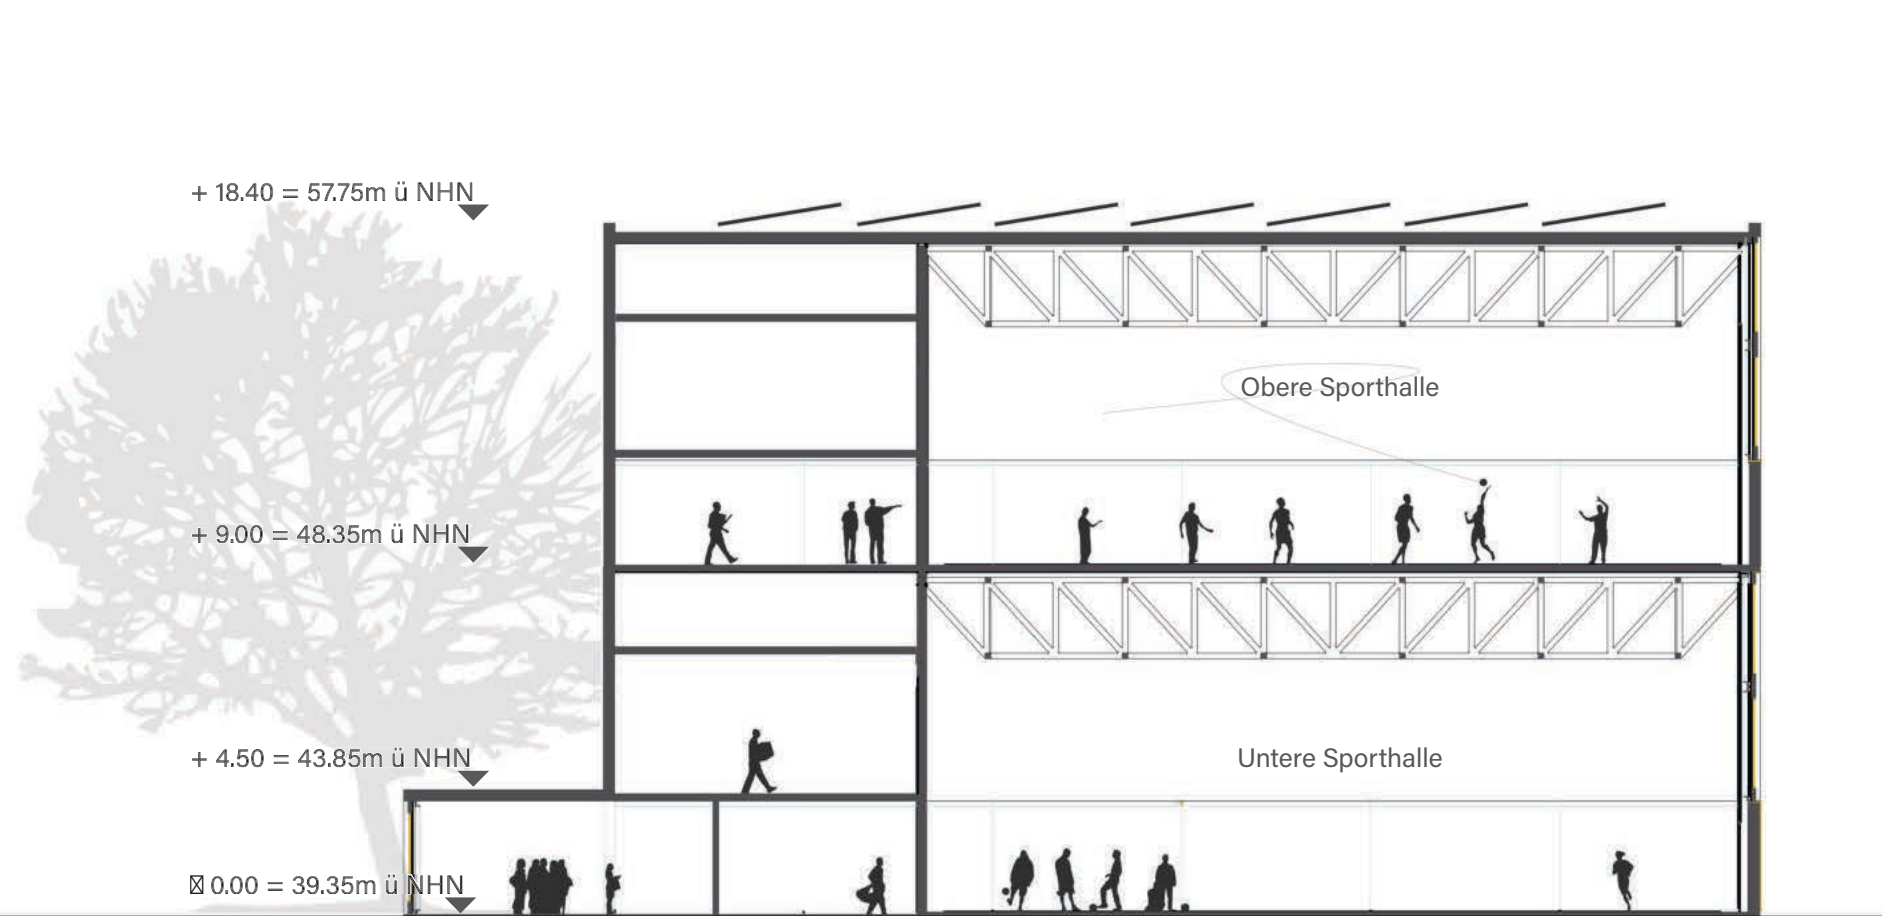 + 18.40 = 57.75m ü NHN
Obere Sporthalle
+ 9.00 = 48.35m ü NHN
+ 4.50 = 43.85m ü NHN
Untere Sporthalle
0.00 = 39.35m ü NHN